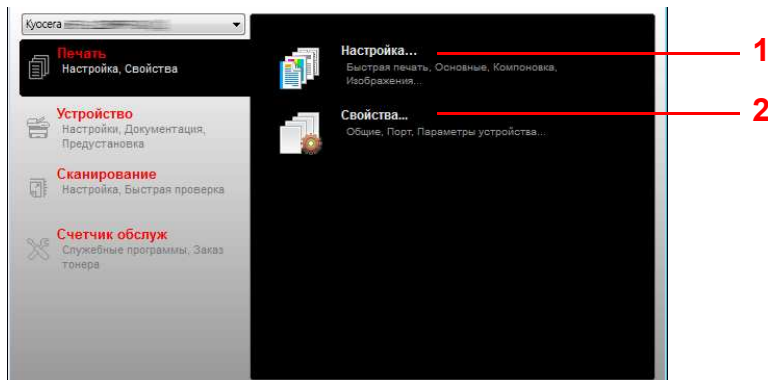 Kyocera
Печать
Настройка, Свойства
Устройство
Настройки, Документация,
Предустановка
Сканирование
Настройка, Быстрая проверка
Счетчик обслуж
Служебные программы, Заказ
тонера
Настройка...
Быстрая печать, Основные, Компоновка,
Изображения...
1
Свойства...
Общие, Порт, Параметры устройства...
2